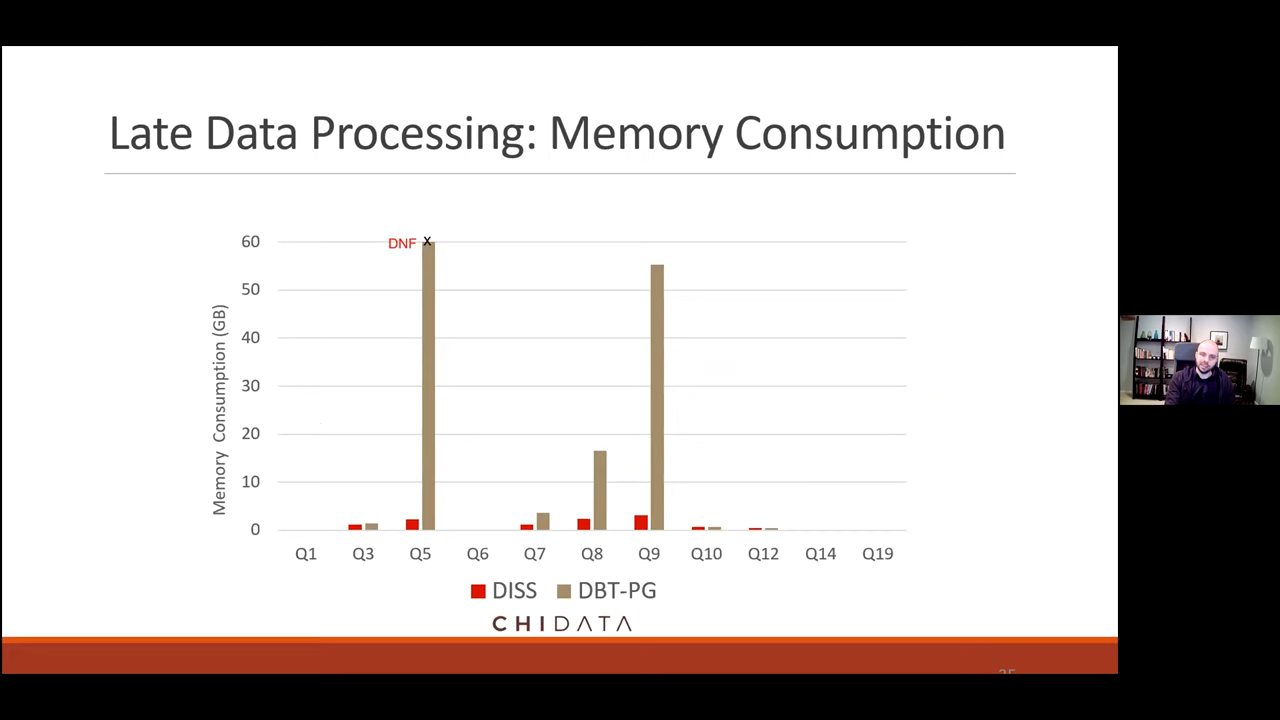 Late Data Processing: Memory Consumption
DNF x
60
50
40
30
20
10
0
Memory Consumption (GB)
Q1 Q3 Q5 Q6 Q7 Q8 Q9 Q10 Q12 Q14 Q19
DISS DBT-PG
CHIDATA